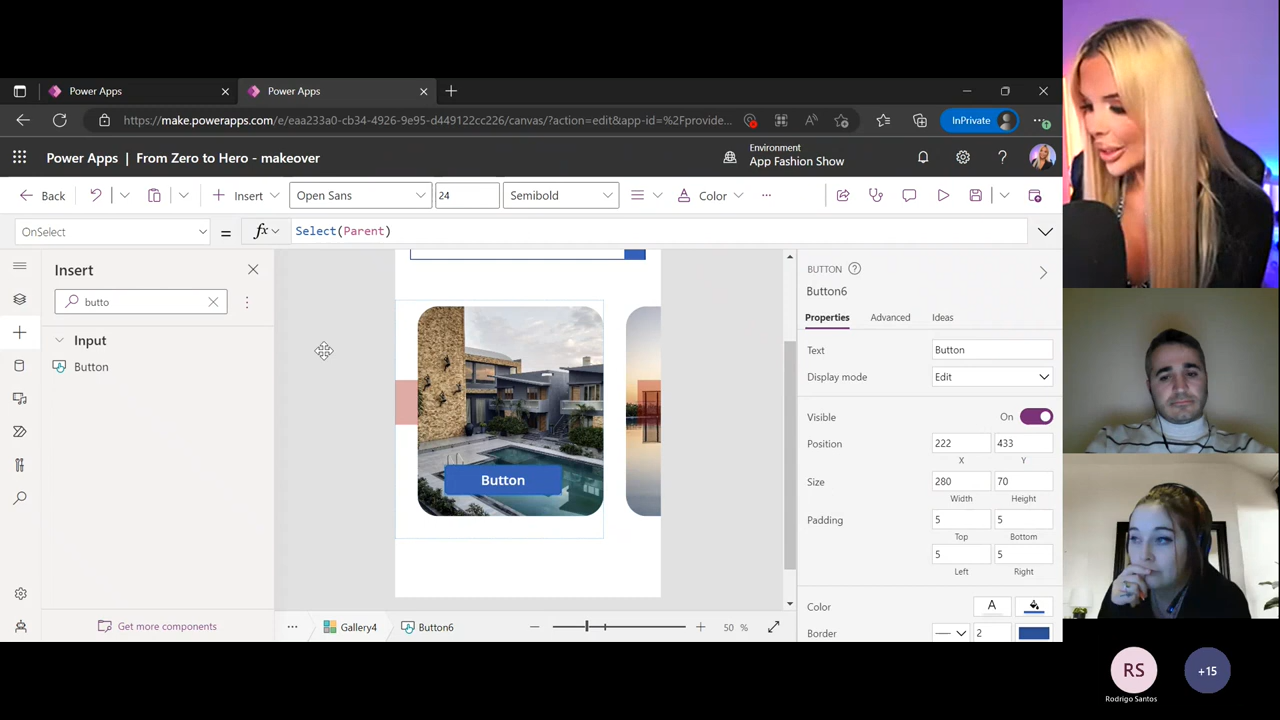 Power Apps
Power Apps
https://make.powerapps.com/e/eaa233a0-cb34-4926-9e95-d449122cc226/canvas/?action=edit&app-id=%2Fprovide...
InPrivate
Power Apps | From Zero to Hero - makeover
Environment
App Fashion Show
Back
Insert
Open Sans
24
Semibold
Color
OnSelect
=
fx
Select(Parent)
Insert
butto
Input
Button
Get more components
Button
Gallery4
Button6
50 %
BUTTON
Button6
Properties
Advanced
Ideas
Text
Button
Display mode
Edit
Visible
On
Position
222
433
X
Y
Size
280
70
Width
Height
Padding
5
5
Top
Bottom
5
5
Left
Right
Color
A
Border
2
RS
Rodrigo Santos
+15